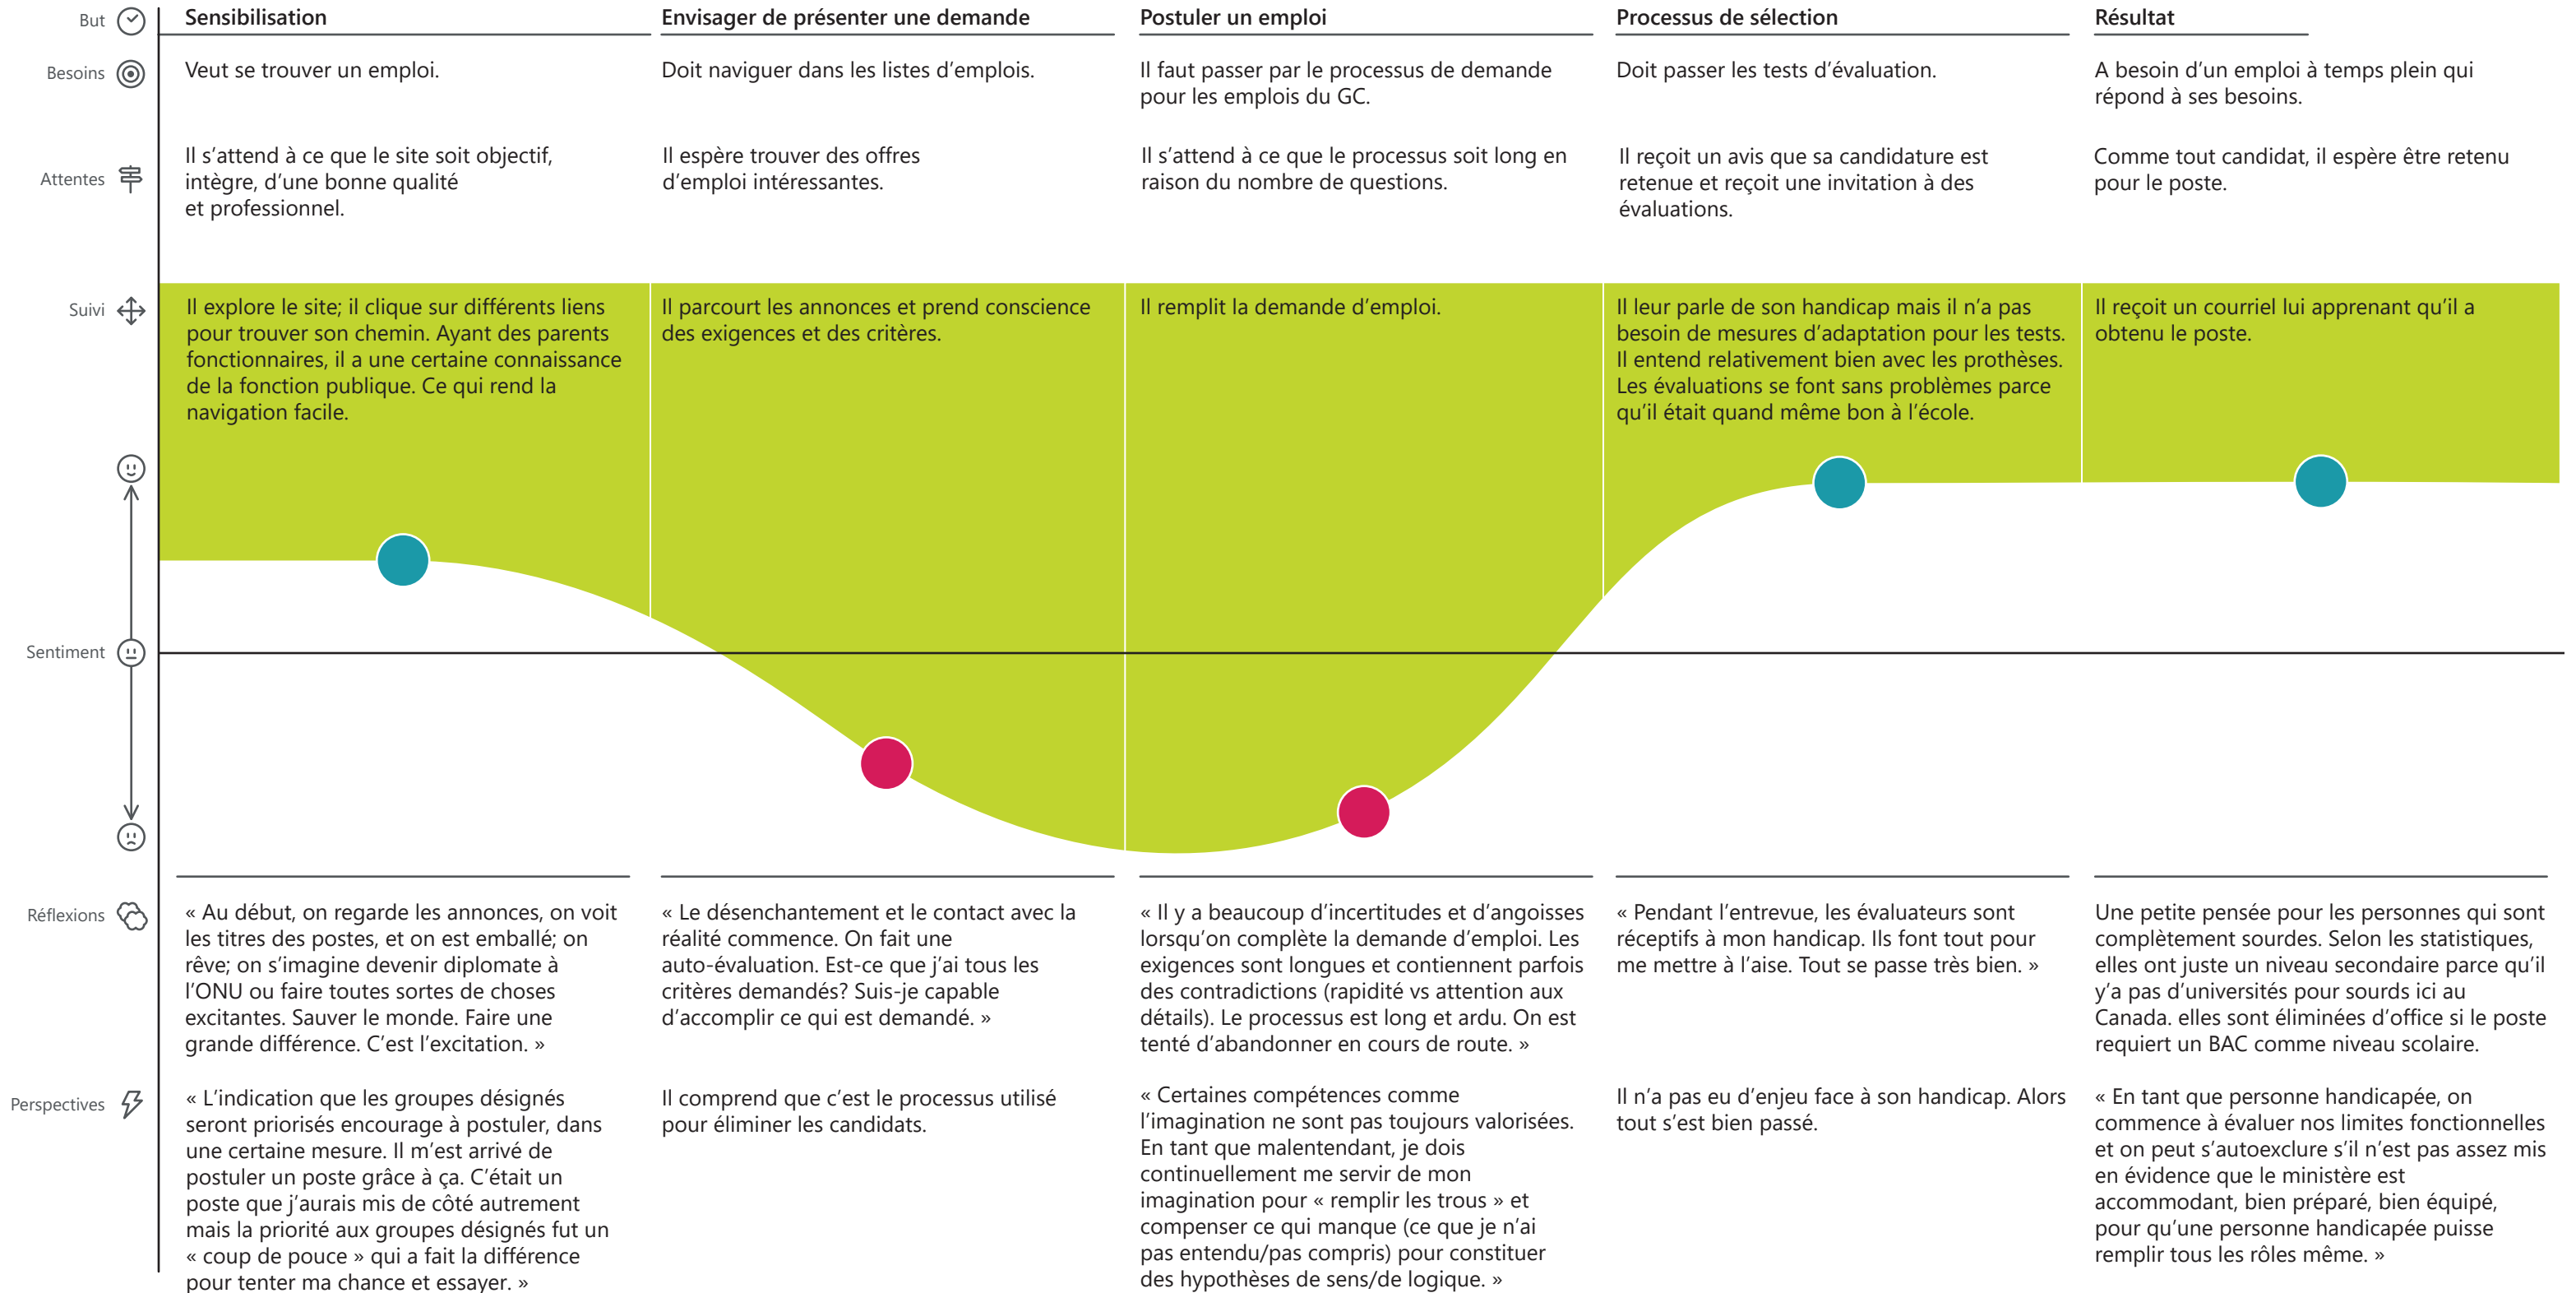 But
Sensibilisation
Envisager de présenter une demande
Postuler un emploi
Processus de sélection
Résultat
Besoins
Veut se trouver un emploi.
Doit naviguer dans les listes d’emplois.
Il faut passer par le processus de demande
pour les emplois du GC.
Doit passer les tests d’évaluation.
A besoin d’un emploi à temps plein qui
répond à ses besoins.
Attentes
Il s’attend à ce que le site soit objectif,
intègre, d’une bonne qualité
et professionnel.
Il espère trouver des offres
d’emploi intéressantes.
Il s’attend à ce que le processus soit long en
raison du nombre de questions.
Il reçoit un avis que sa candidature est
retenue et reçoit une invitation à des
évaluations.
Comme tout candidat, il espère être retenu
pour le poste.
Suivi
Il explore le site; il clique sur différents liens
pour trouver son chemin. Ayant des parents
fonctionnaires, il a une certaine connaissance
de la fonction publique. Ce qui rend la
navigation facile.
Il parcourt les annonces et prend conscience
des exigences et des critères.
Il remplit la demande d’emploi.
Il leur parle de son handicap mais il n’a pas
besoin de mesures d’adaptation pour les tests.
Il entend relativement bien avec les prothèses.
Les évaluations se font sans problèmes parce
qu’il était quand même bon à l’école.
Il reçoit un courriel lui apprenant qu’il a
obtenu le poste.
Sentiment
Réflexions
« Au début, on regarde les annonces, on voit
les titres des postes, et on est emballé; on
rêve; on s’imagine devenir diplomate à
l’ONU ou faire toutes sortes de choses
excitantes. Sauver le monde. Faire une
grande différence. C’est l’excitation. »
« Le désenchantement et le contact avec la
réalité commence. On fait une
auto-évaluation. Est-ce que j’ai tous les
critères demandés? Suis-je capable
d’accomplir ce qui est demandé. »
« Il y a beaucoup d’incertitudes et d’angoisses
lorsqu’on complète la demande d’emploi. Les
exigences sont longues et contiennent parfois
des contradictions (rapidité vs attention aux
détails). Le processus est long et ardu. On est
tenté d’abandonner en cours de route. »
« Pendant l’entrevue, les évaluateurs sont
réceptifs à mon handicap. Ils font tout pour
me mettre à l’aise. Tout se passe très bien. »
Une petite pensée pour les personnes qui sont
complètement sourdes. Selon les statistiques,
elles ont juste un niveau secondaire parce qu’il
y’a pas d’universités pour sourds ici au
Canada. elles sont éliminées d’office si le poste
requiert un BAC comme niveau scolaire.
Perspectives
« L’indication que les groupes désignés
seront priorisés encourage à postuler, dans
une certaine mesure. Il m’est arrivé de
postuler un poste grâce à ça. C’était un
poste que j’aurais mis de côté autrement
mais la priorité aux groupes désignés fut un
« coup de pouce » qui a fait la différence
pour tenter ma chance et essayer. »
Il comprend que c’est le processus utilisé
pour éliminer les candidats.
« Certaines compétences comme
l’imagination ne sont pas toujours valorisées.
En tant que malentendant, je dois
continuellement me servir de mon
imagination pour « remplir les trous » et
compenser ce qui manque (ce que je n’ai
pas entendu/pas compris) pour constituer
des hypothèses de sens/de logique. »
Il n’a pas eu d’enjeu face à son handicap. Alors
tout s’est bien passé.
« En tant que personne handicapée, on
commence à évaluer nos limites fonctionnelles
et on peut s’autoexclure s’il n’est pas assez mis
en évidence que le ministère est
accommodant, bien préparé, bien équipé,
pour qu’une personne handicapée puisse
remplir tous les rôles même. »